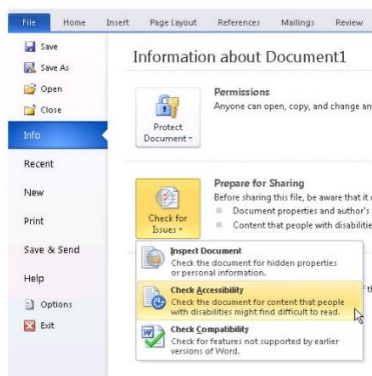 File Home Insert Page Layout References Mailings Review
Save
Save As
Open
Close
Info
Recent
New
Print
Save & Send
Help
Options
Exit
Information about Document1
Protect
Document
Permissions
Anyone can open, copy, and change an
Check for
Issues
Prepare for Sharing
Before sharing this file, be aware that it
Document properties and author's
Content that people with disabilitie
Inspect Document
Check the document for hidden properties
or personal information.
Check Accessibility
Check the document for content that people
with disabilities might find difficult to read.
Check Compatibility
Check for features not supported by earlier
versions of Word.